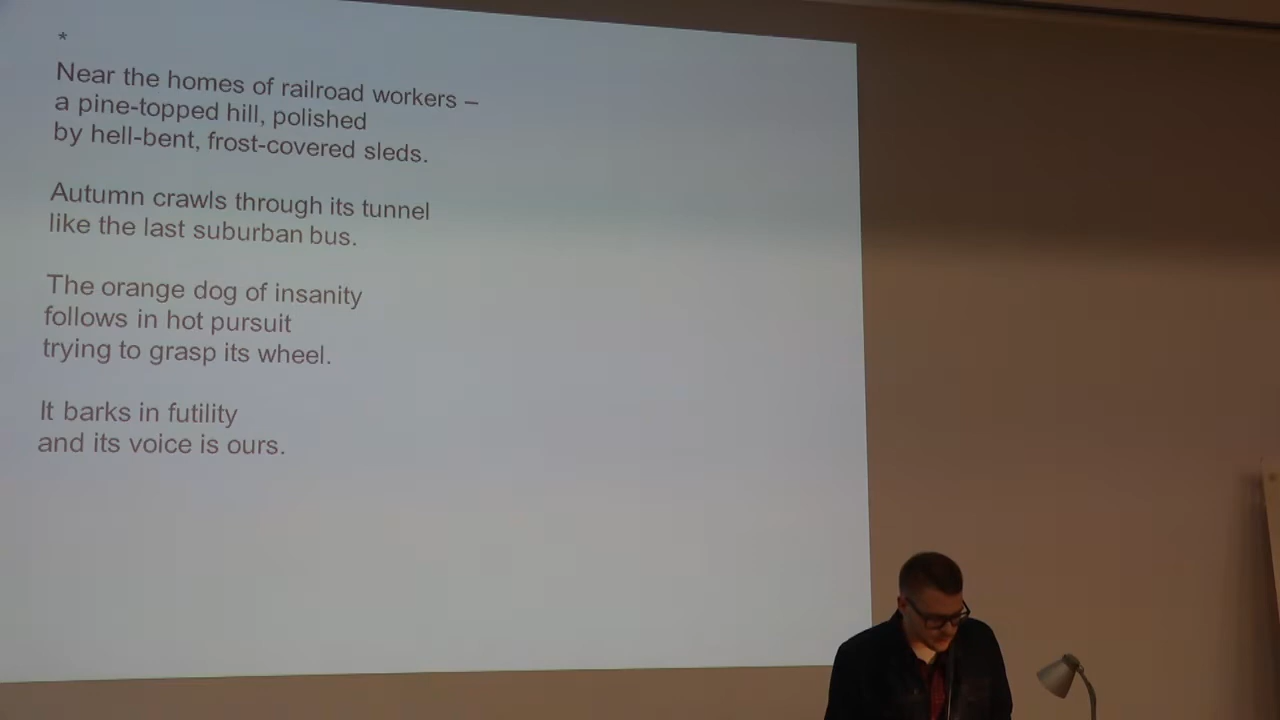 *
Near the homes of railroad workers –
a pine-topped hill, polished
by hell-bent, frost-covered sleds.
Autumn crawls through its tunnel
like the last suburban bus.
The orange dog of insanity
follows in hot pursuit
trying to grasp its wheel.
It barks in futility
and its voice is ours.